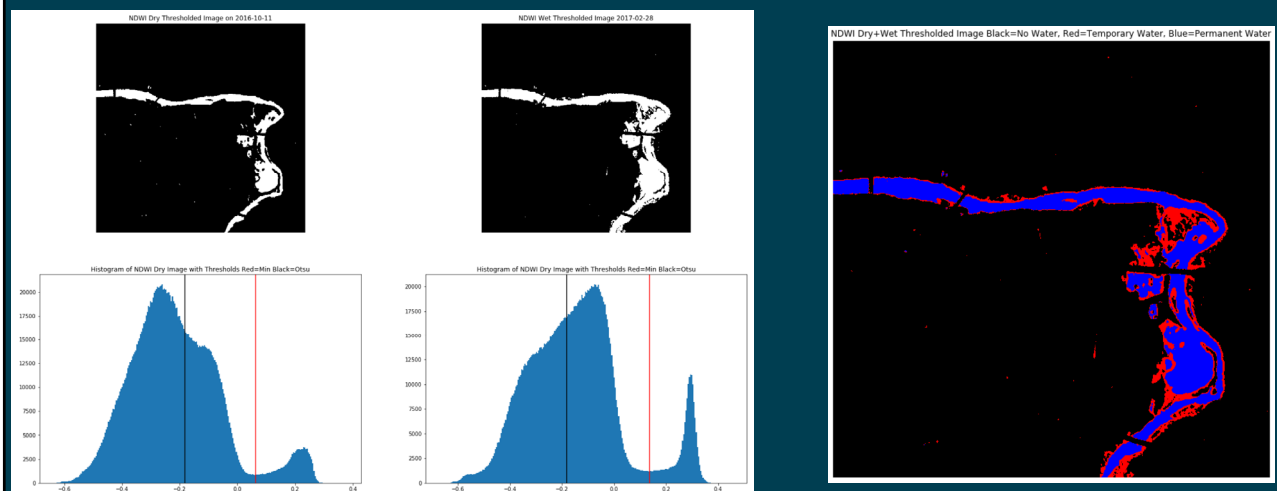 NDWI Dry Thresholded Image on 2016-10-11
NDWI Wet Thresholded Image 2017-02-28
NDWI Dry+Wet Thresholded Image Black=No Water, Red=Temporary Water, Blue=Permanent Water
Histogram of NDWI Dry Image with Thresholds Red=Min Black=Otsu
20000
17500
15000
12500
10000
7500
5000
2500
0
−0.6 −0.4 −0.2 0.0 0.2 0.4
Histogram of NDWI Dry Image with Thresholds Red=Min Black=Otsu
20000
17500
15000
12500
10000
7500
5000
2500
0
−0.6 −0.4 −0.2 0.0 0.2 0.4